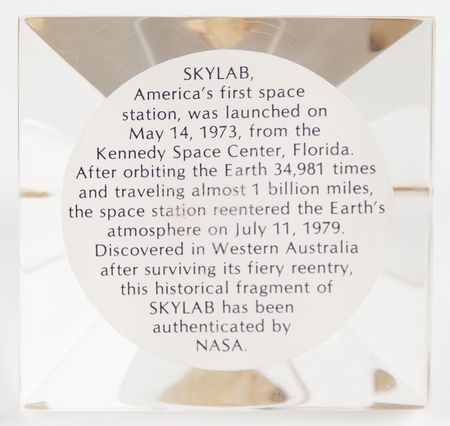 SKYLAB,
America's first space
station, was launched on
May 14, 1973, from the
Kennedy Space Center, Florida.
After orbiting the Earth 34,981 times
and traveling almost 1 billion miles,
the space station reentered the Earth's
atmosphere on July 11, 1979.
Discovered in Western Australia
after surviving its fiery reentry,
this historical fragment of
SKYLAB has been
authenticated by
NASA.